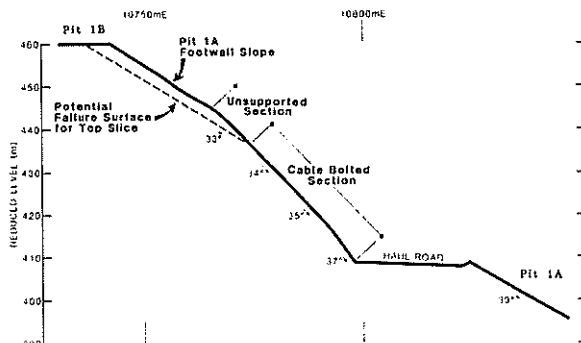 10750mE
10800mE
Pit 1B
460
Pit 1A
Footwall Slope
450
Unsupported
Section
Potential
Failure Surface
for Top Slice
440
33°
430
Cable Bolted
Section
REDUCED LEVEL (m)
420
410
HAUL ROAD
Pit 1A
400